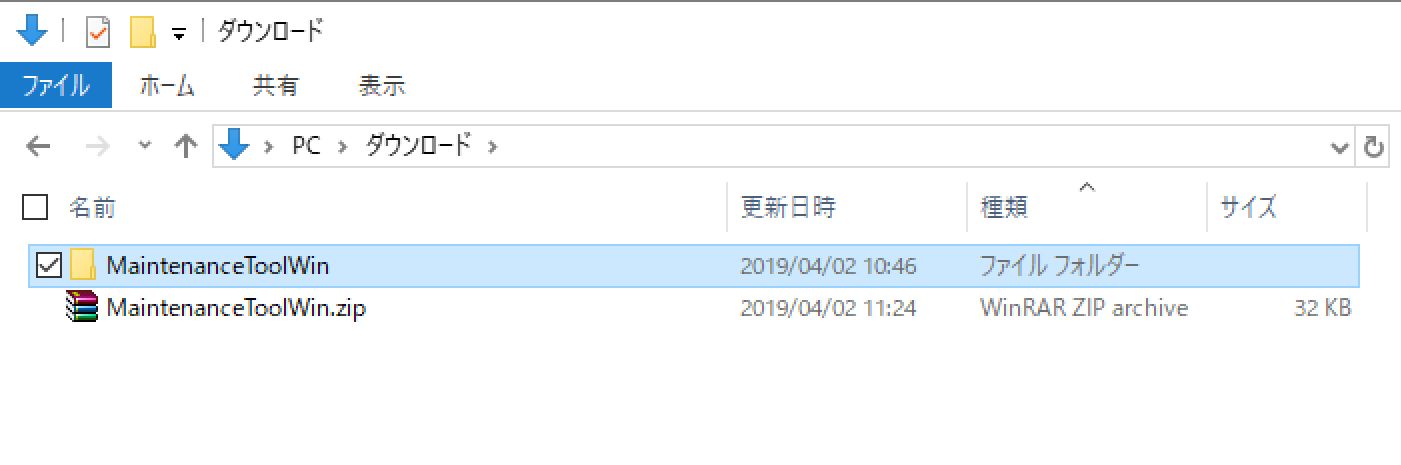 ダウンロード
ファイル ホーム 共有 表示
PC ダウンロード
名前 更新日時 種類 サイズ
MaintenanceToolWin 2019/04/02 10:46 ファイル フォルダー
MaintenanceToolWin.zip 2019/04/02 11:24 WinRAR ZIP archive 32 KB